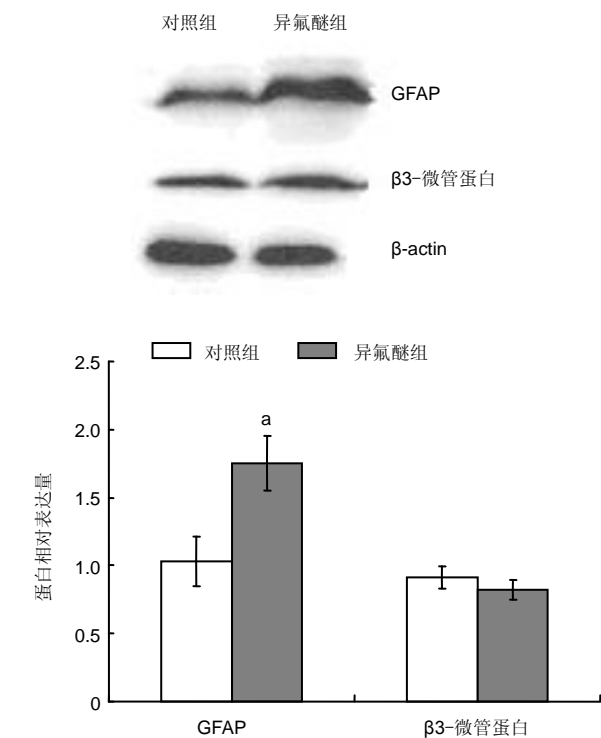 对照组 异氟醚组
GFAP
β3-微管蛋白
β-actin
对照组 异氟醚组
2.5
2.0
1.5
1.0
0.5
0
蛋白相对表达量
a
GFAP β3-微管蛋白